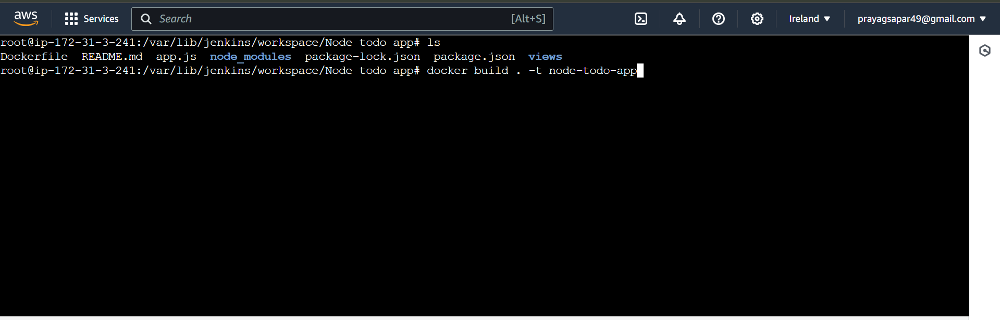 aws Services Search [Alt+S] Ireland ▼ prayagsapar49@gmail.com ▼
root@ip-172-31-3-241:/var/lib/jenkins/workspace/Node todo app# ls
Dockerfile  README.md  app.js  node_modules  package-lock.json  package.json  views
root@ip-172-31-3-241:/var/lib/jenkins/workspace/Node todo app# docker build . -t node-todo-app